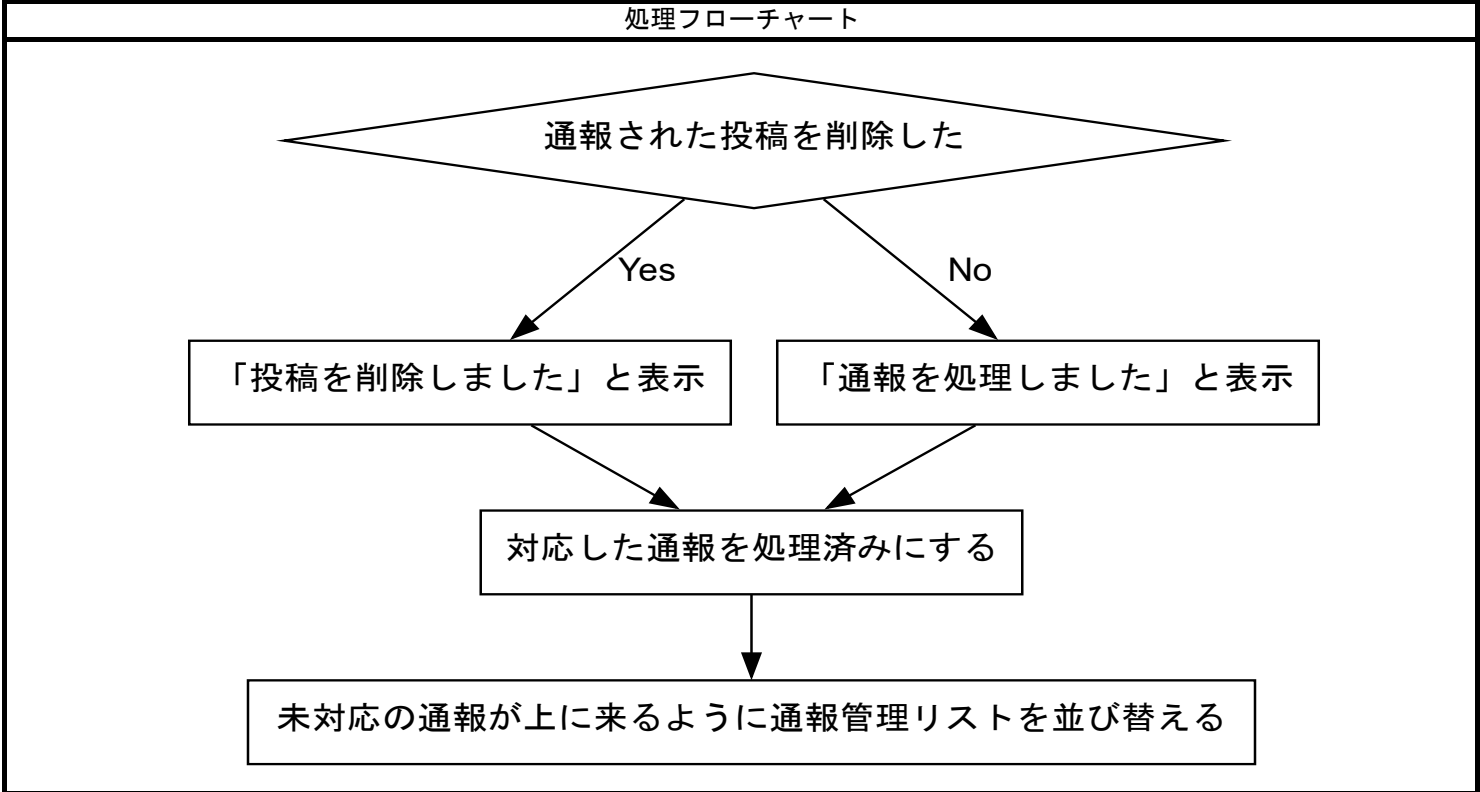 処理フローチャート
通報された投稿を削除した
Yes
No
「投稿を削除しました」と表示
「通報を処理しました」と表示
対応した通報を処理済みにする
未対応の通報が上に来るように通報管理リストを並び替える